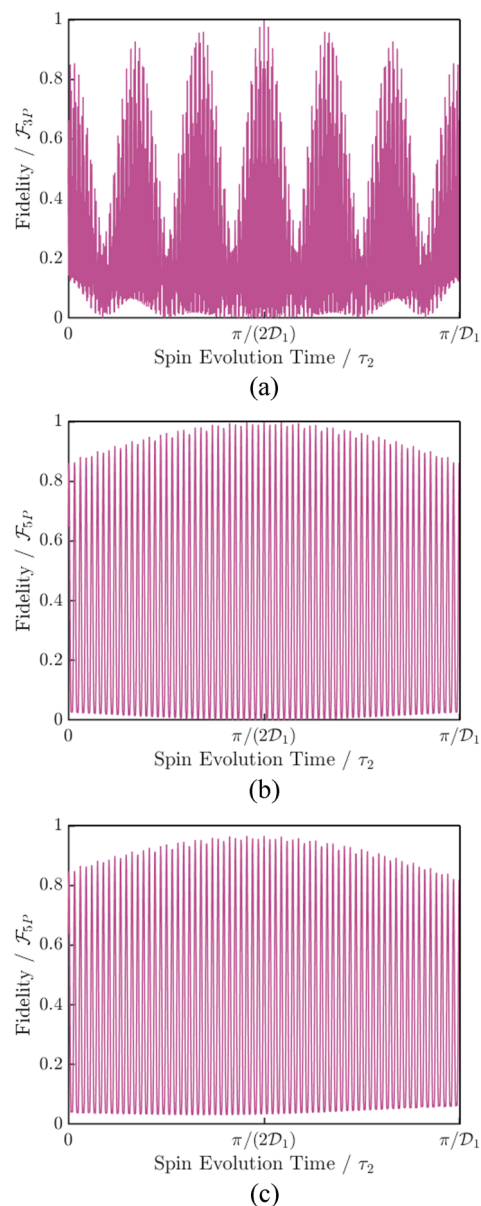 1
0.8
0.6
0.4
0.2
0
Fidelity / 𝓕₃ₚ
0 π/(2𝒟₁) π/𝒟₁
Spin Evolution Time / τ₂
(a)
1
0.8
0.6
0.4
0.2
0
Fidelity / 𝓕₅ₚ
0 π/(2𝒟₁) π/𝒟₁
Spin Evolution Time / τ₂
(b)
1
0.8
0.6
0.4
0.2
0
Fidelity / 𝓕₅ₚ
0 π/(2𝒟₁) π/𝒟₁
Spin Evolution Time / τ₂
(c)